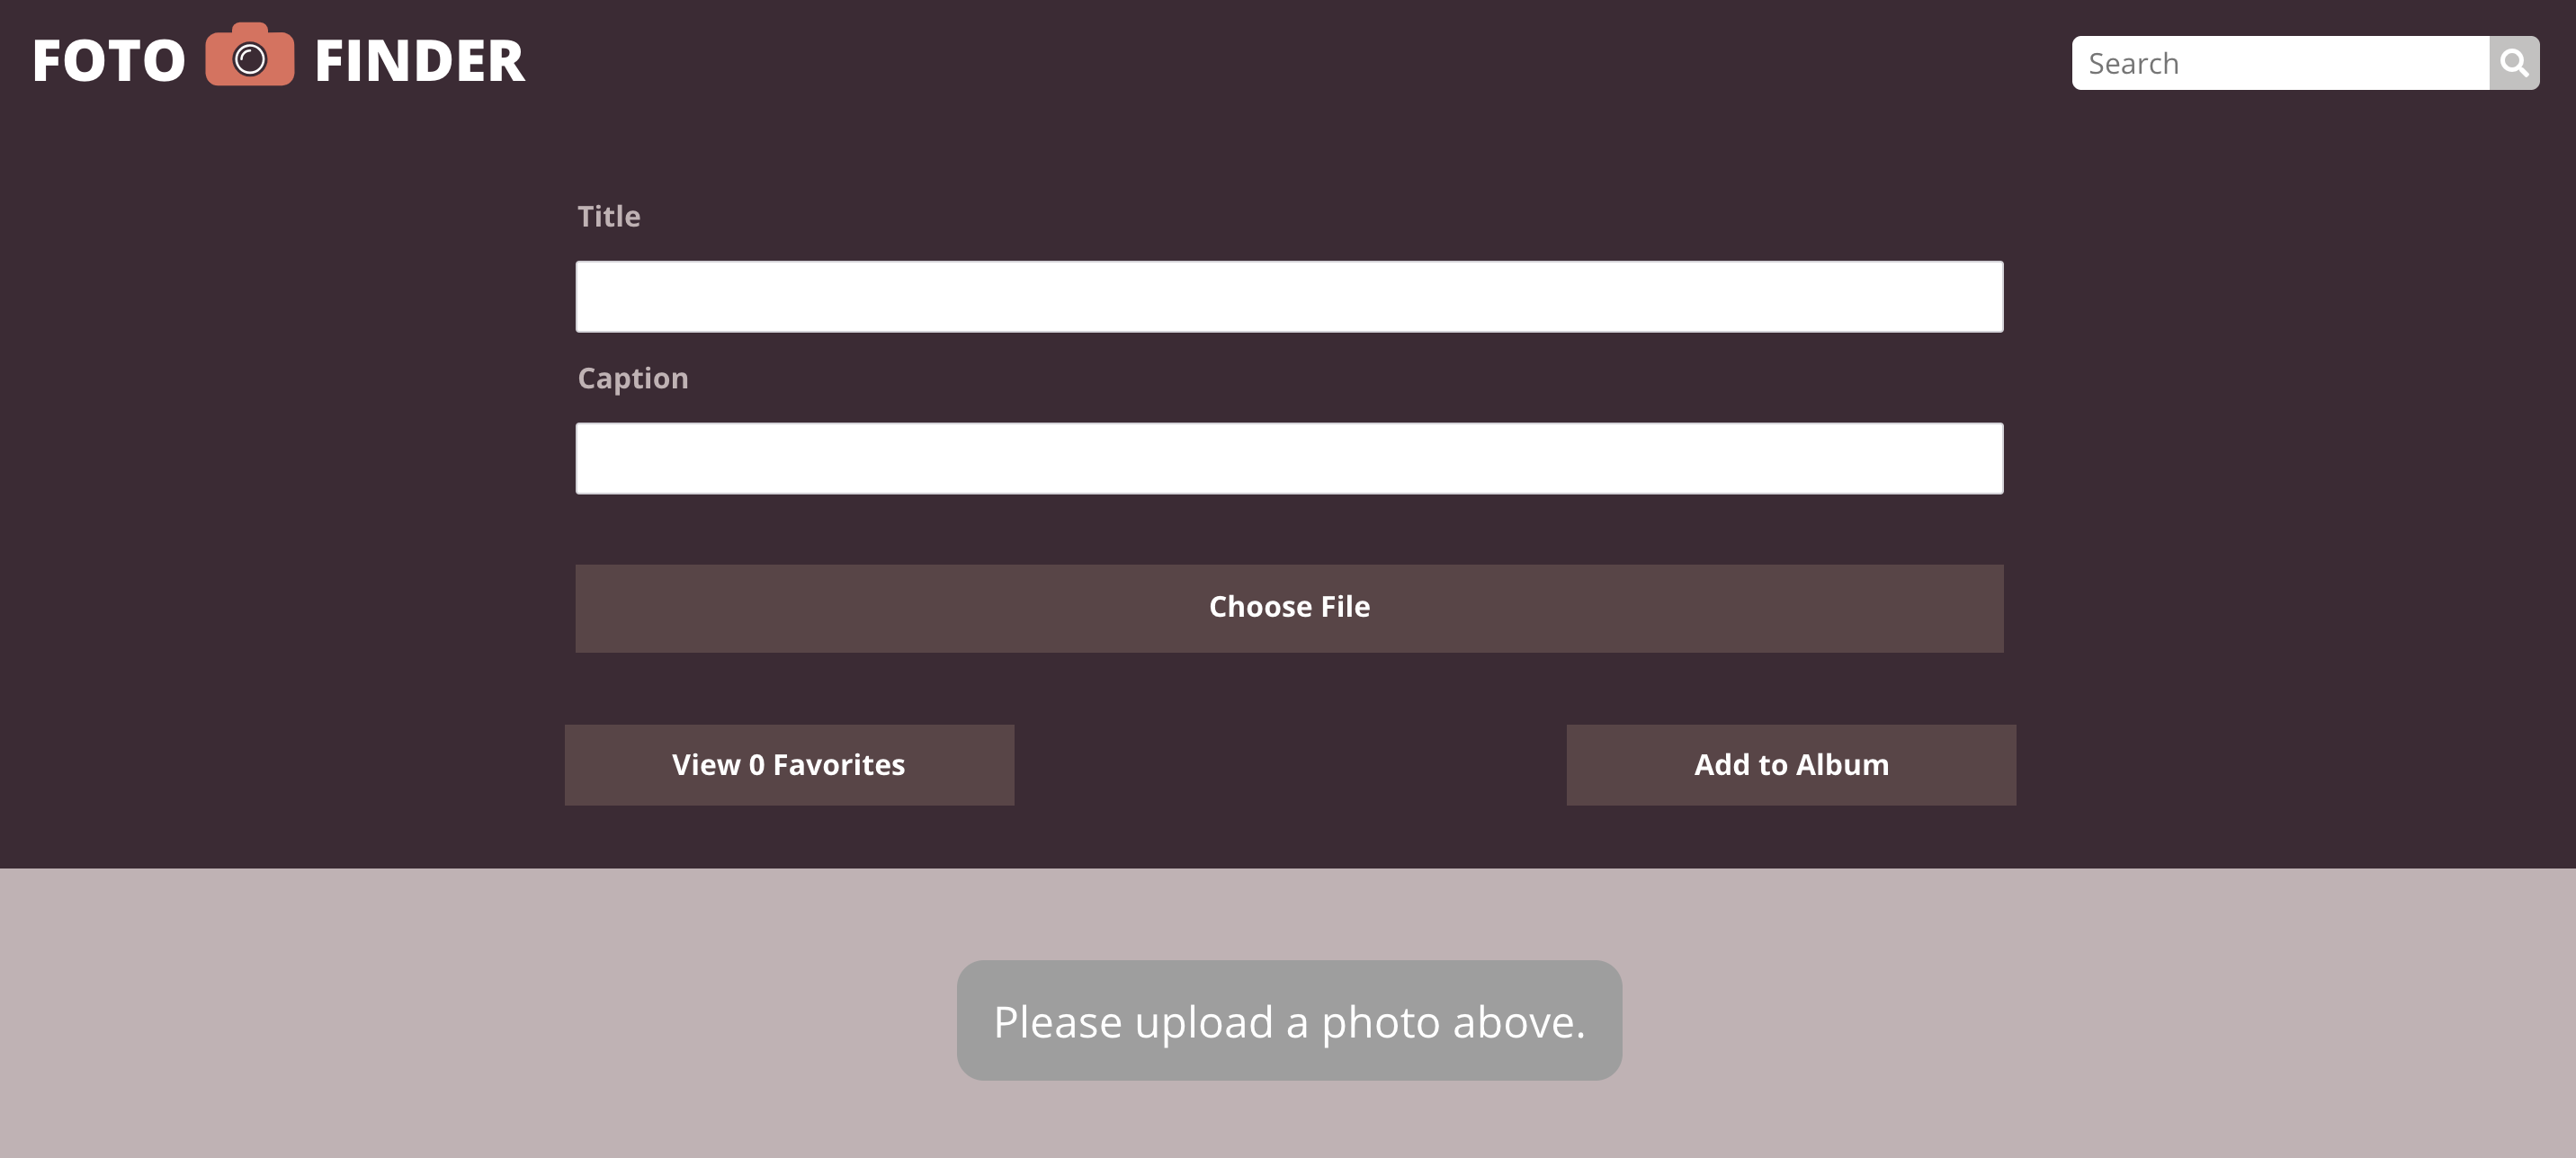 FOTO FINDER
Search
Title
Caption
Choose File
View 0 Favorites
Add to Album
Please upload a photo above.